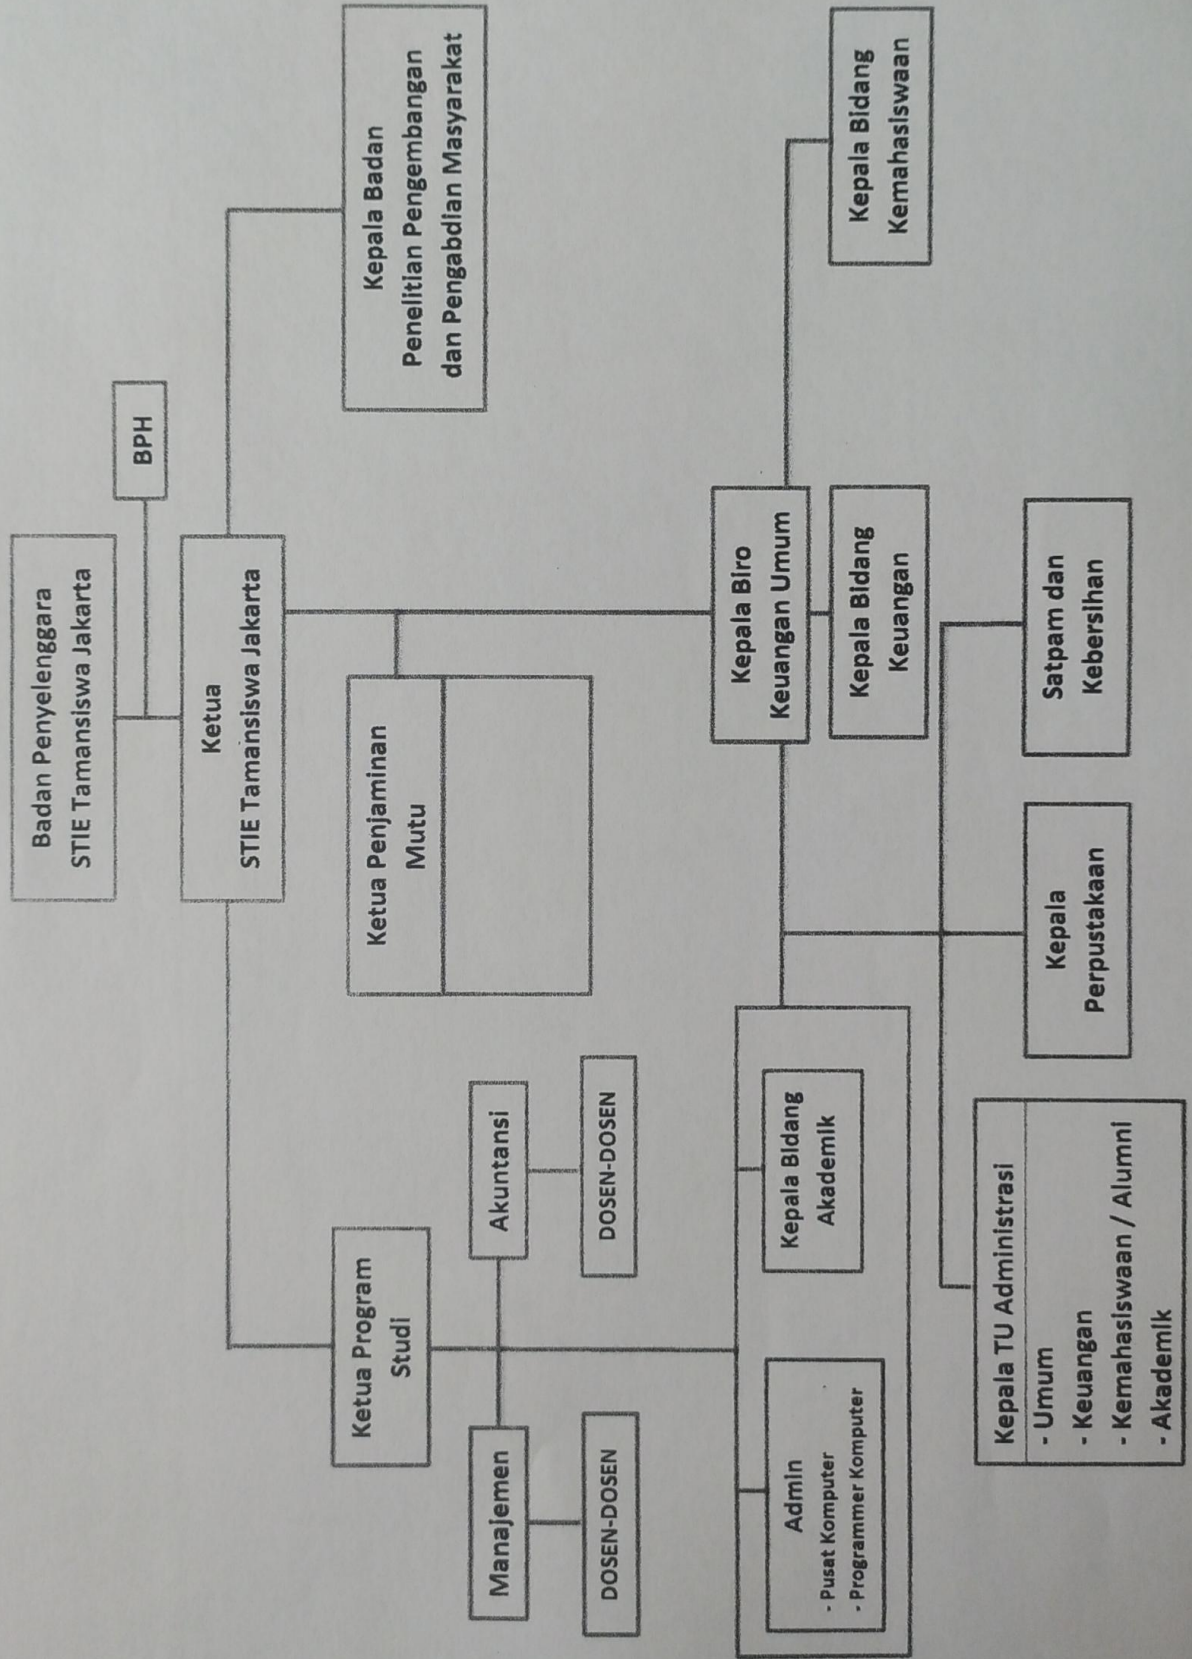 Badan Penyelenggara
STIE Tamansiswa Jakarta
BPH
Ketua
STIE Tamansiswa Jakarta
Ketua Program
Studi
Ketua Penjaminan
Mutu
Kepala Badan
Penelitian Pengembangan
dan Pengabdian Masyarakat
Manajemen
Akuntansi
DOSEN-DOSEN
DOSEN-DOSEN
Kepala Biro
Keuangan Umum
Admin
- Pusat Komputer
- Programmer Komputer
Kepala Bidang
Akademik
Kepala Bidang
Keuangan
Kepala Bidang
Kemahasiswaan
Kepala TU Administrasi
- Umum
- Keuangan
- Kemahasiswaan / Alumni
- Akademik
Kepala
Perpustakaan
Satpam dan
Kebersihan